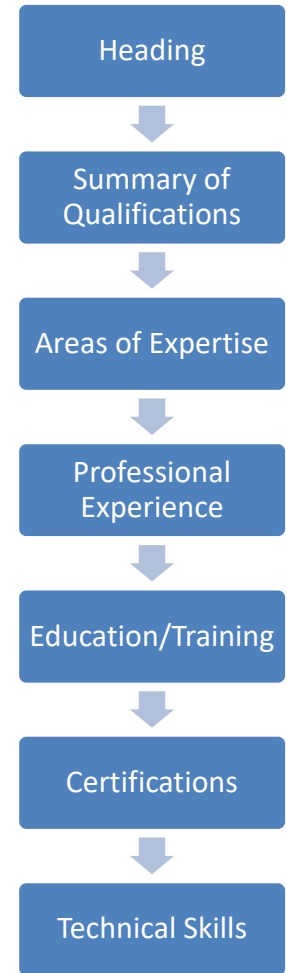 Heading
Summary of
Qualifications
Areas of Expertise
Professional
Experience
Education/Training
Certifications
Technical Skills